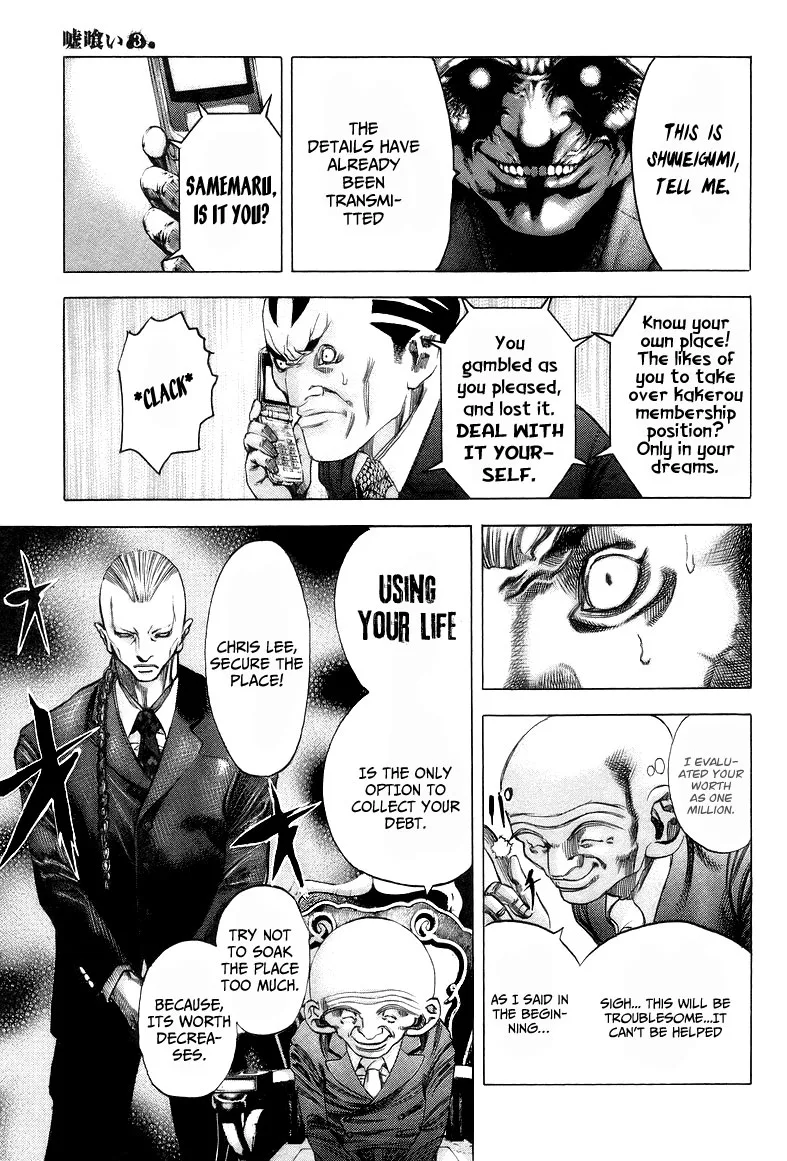 嘘喰い❸。
THIS IS
SHUUEIGUMI,
TELL ME.
THE
DETAILS HAVE
ALREADY
BEEN
TRANSMI-
TTED
SAMEMARU,
IS IT YOU?
Know your
own place!
The likes of
you to take
over kakerou
membership
position?
Only in your
dreams.
You
gambled as
you pleased,
and lost it.
DEAL WITH
IT YOUR-
SELF.
*CLACK*
I EVALU-
ATED YOUR
WORTH
AS ONE
MILLION.
SIGH... THIS WILL BE
TROUBLESOME...IT
CAN'T BE HELPED
AS I SAID IN
THE BEGIN-
NING...
USING
YOUR LIFE
IS THE ONLY
OPTION TO
COLLECT YOUR
DEBT.
CHRIS LEE,
SECURE THE
PLACE!
TRY NOT
TO SOAK
THE PLACE
TOO MUCH.
BECAUSE,
ITS WORTH
DECREA-
SES.